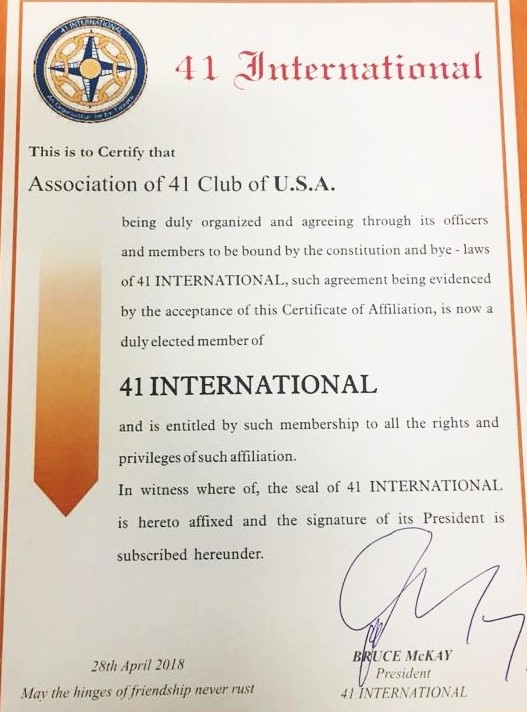 41 INTERNATIONAL
An Organisation for Ex Tablers
41 International
This is to Certify that
Association of 41 Club of U.S.A.
being duly organized and agreeing through its officers
and members to be bound by the constitution and bye - laws
of 41 INTERNATIONAL, such agreement being evidenced
by the acceptance of this Certificate of Affiliation, is now a
duly elected member of
41 INTERNATIONAL
and is entitled by such membership to all the rights and
privileges of such affiliation.
In witness where of, the seal of 41 INTERNATIONAL
is hereto affixed and the signature of its President is
subscribed hereunder.
28th April 2018
May the hinges of friendship never rust
BRUCE McKAY
President
41 INTERNATIONAL